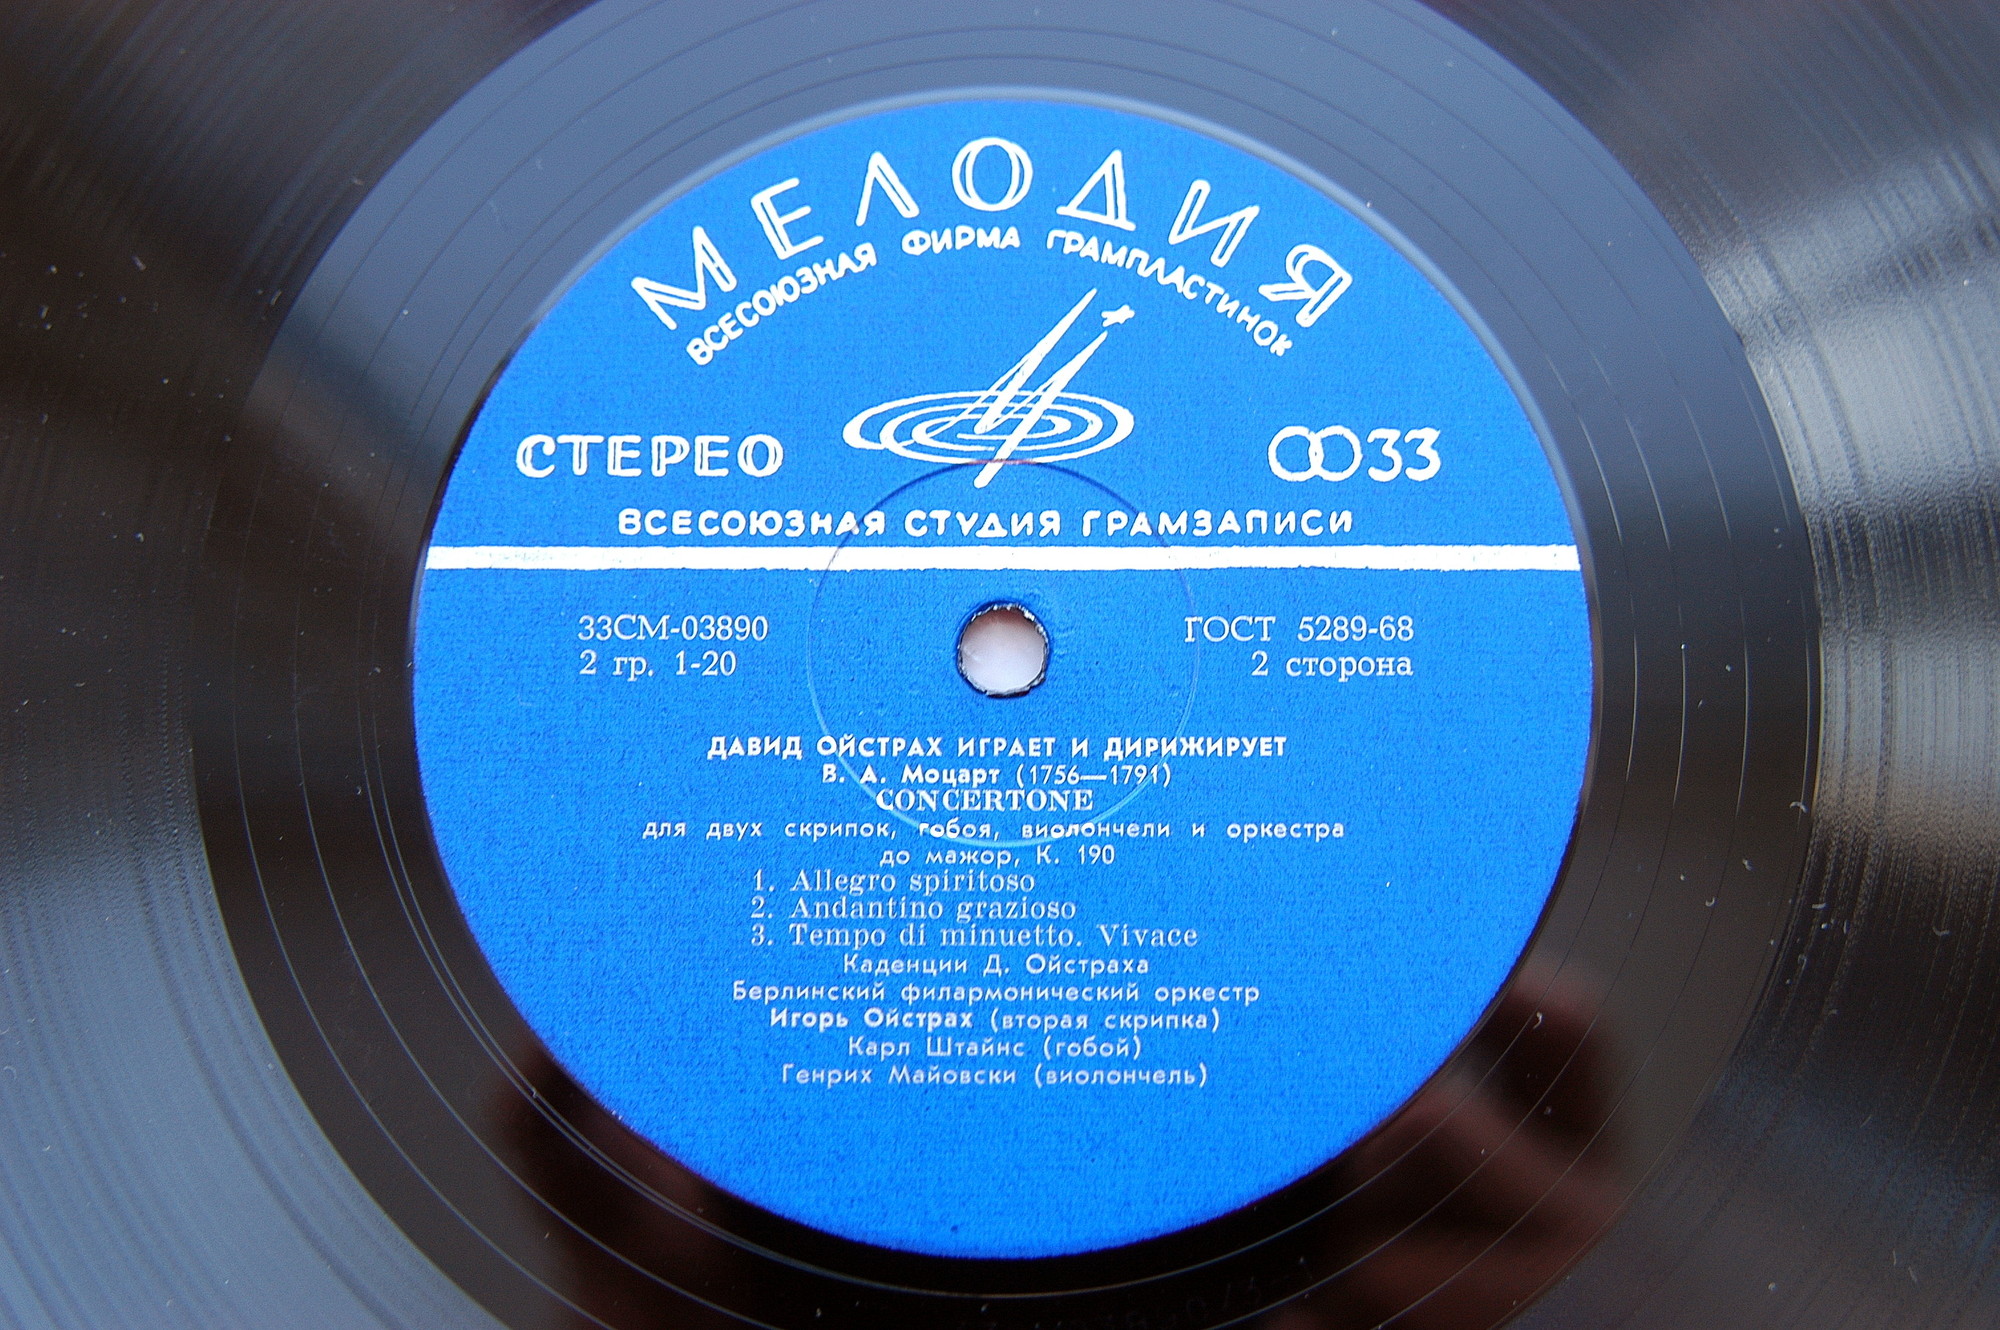 МЕЛОДИЯ
ВСЕСОЮЗНАЯ ФИРМА ГРАМПЛАСТИНОК
СТЕРЕО
33
ВСЕСОЮЗНАЯ СТУДИЯ ГРАМЗАПИСИ
33СМ-03890
ГОСТ 5289-68
2 гр. 1-20
2 сторона
ДАВИД ОЙСТРАХ ИГРАЕТ И ДИРИЖИРУЕТ
В. А. Моцарт (1756—1791)
CONCERTONE
для двух скрипок, гобоя, виолончели и оркестра
до мажор, К. 190
1. Allegro spiritoso
2. Andantino grazioso
3. Tempo di minuetto. Vivace
Каденции Д. Ойстраха
Берлинский филармонический оркестр
Игорь Ойстрах (вторая скрипка)
Карл Штайнс (гобой)
Генрих Майовски (виолончель)